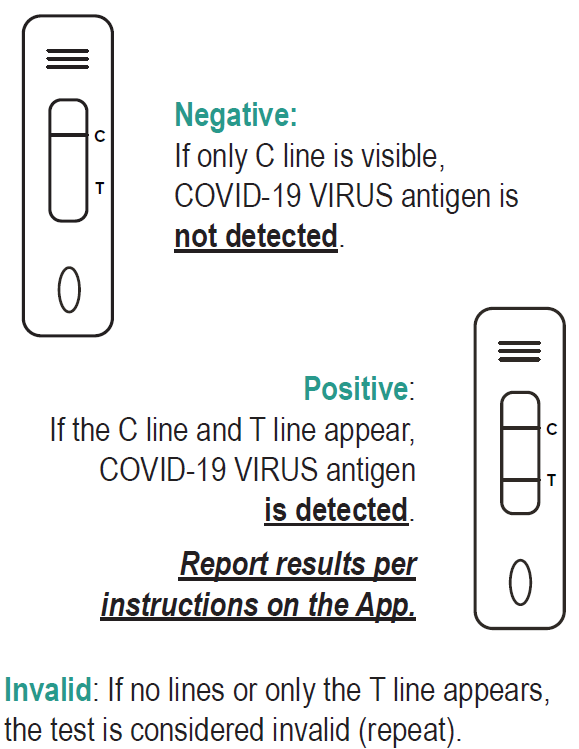 C
T
Negative:
If only C line is visible,
COVID-19 VIRUS antigen is
not detected.
Positive:
If the C line and T line appear,
COVID-19 VIRUS antigen
is detected.
Report results per
instructions on the App.
C
T
Invalid: If no lines or only the T line appears,
the test is considered invalid (repeat).